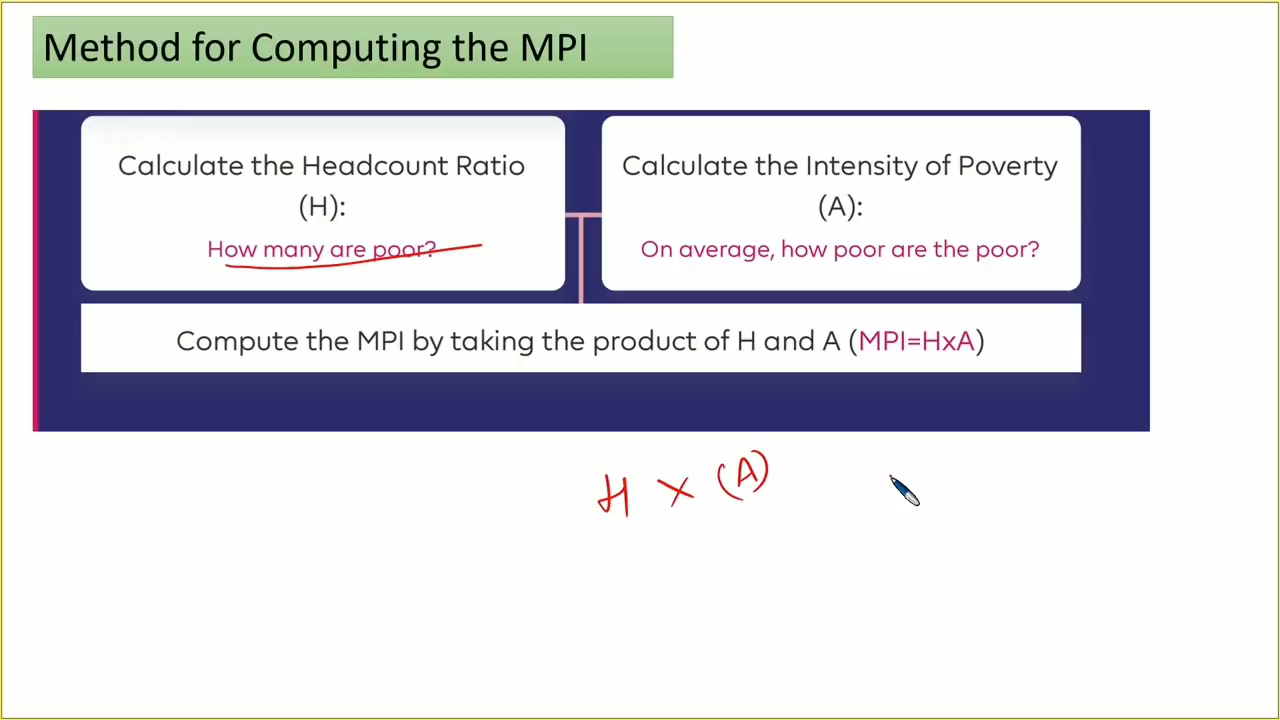 Method for Computing the MPI
Calculate the Headcount Ratio
(H):
How many are poor?
Calculate the Intensity of Poverty
(A):
On average, how poor are the poor?
Compute the MPI by taking the product of H and A (MPI=HxA)
H × (A)